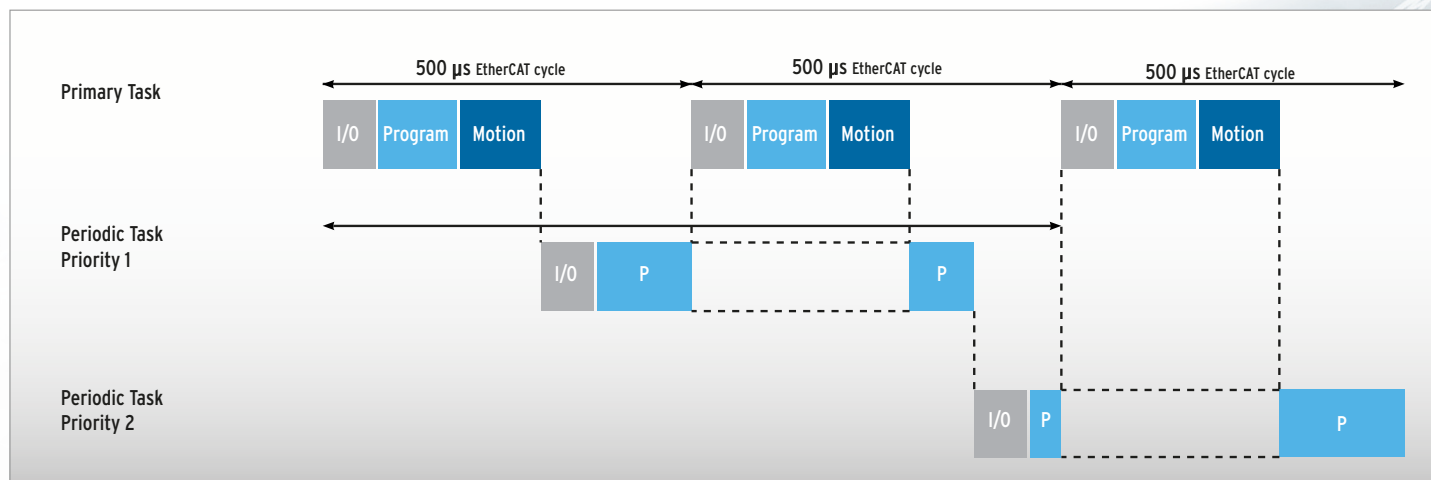 500 µs EtherCAT cycle
500 µs EtherCAT cycle
500 µs EtherCAT cycle
Primary Task
I/O
Program
Motion
I/O
Program
Motion
I/O
Program
Motion
Periodic Task
Priority 1
I/O
P
P
Periodic Task
Priority 2
I/O
P
P